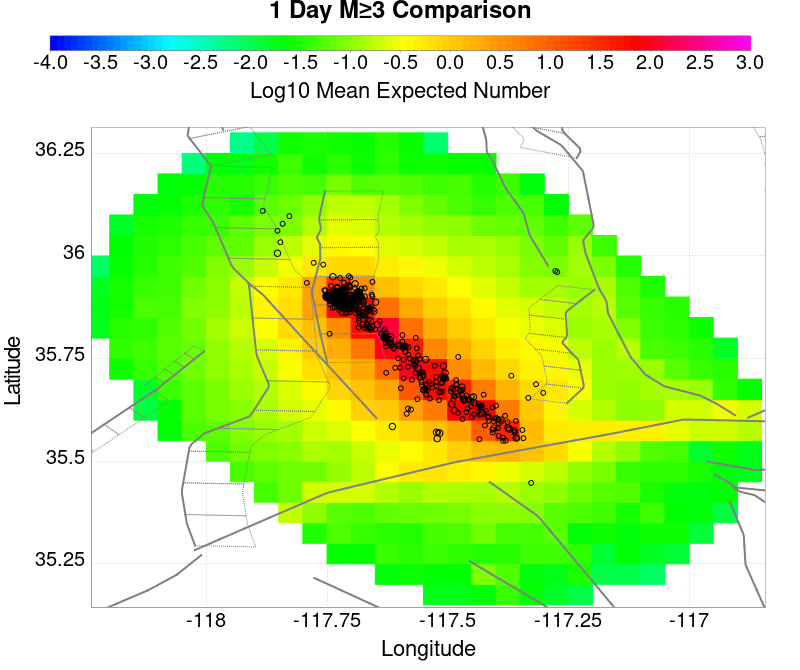 1 Day M≥3 Comparison
-4.0 -3.5 -3.0 -2.5 -2.0 -1.5 -1.0 -0.5 0.0 0.5 1.0 1.5 2.0 2.5 3.0
Log10 Mean Expected Number
36.25
36
35.75
35.5
35.25
Latitude
-118 -117.75 -117.5 -117.25 -117
Longitude